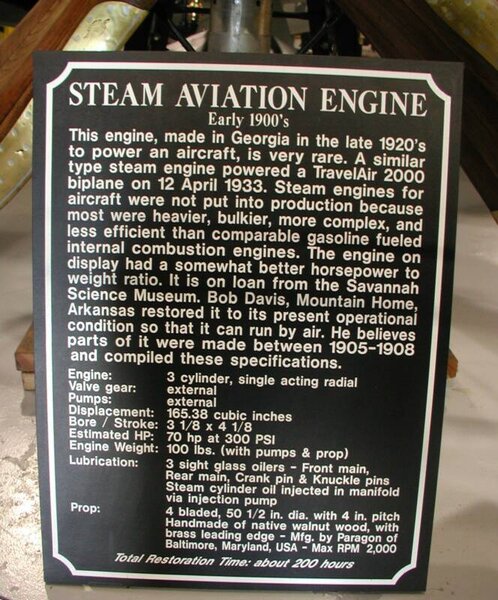 STEAM AVIATION ENGINE
Early 1900's
This engine, made in Georgia in the late 1920's
to power an aircraft, is very rare. A similar
type steam engine powered a TravelAir 2000
biplane on 12 April 1933. Steam engines for
aircraft were not put into production because
most were heavier, bulkier, more complex, and
less efficient than comparable gasoline fueled
internal combustion engines. The engine on
display had a somewhat better horsepower to
weight ratio. It is on loan from the Savannah
Science Museum. Bob Davis, Mountain Home,
Arkansas restored it to its present operational
condition so that it can run by air. He believes
parts of it were made between 1905-1908
and compiled these specifications.
Engine: 3 cylinder, single acting radial
Valve gear: external
Pumps: external
Displacement: 165.38 cubic inches
Bore / Stroke: 3 1/8 x 4 1/8
Estimated HP: 70 hp at 300 PSI
Engine Weight: 100 lbs. (with pumps & prop)
Lubrication: 3 sight glass oilers - Front main,
Rear main, Crank pin & Knuckle pins
Steam cylinder oil injected in manifold
via injection pump
Prop: 4 bladed, 50 1/2 in. dia. with 4 in. pitch
Handmade of native walnut wood, with
brass leading edge - Mfg. by Paragon of
Baltimore, Maryland, USA - Max RPM 2,000
Total Restoration Time: about 200 hours